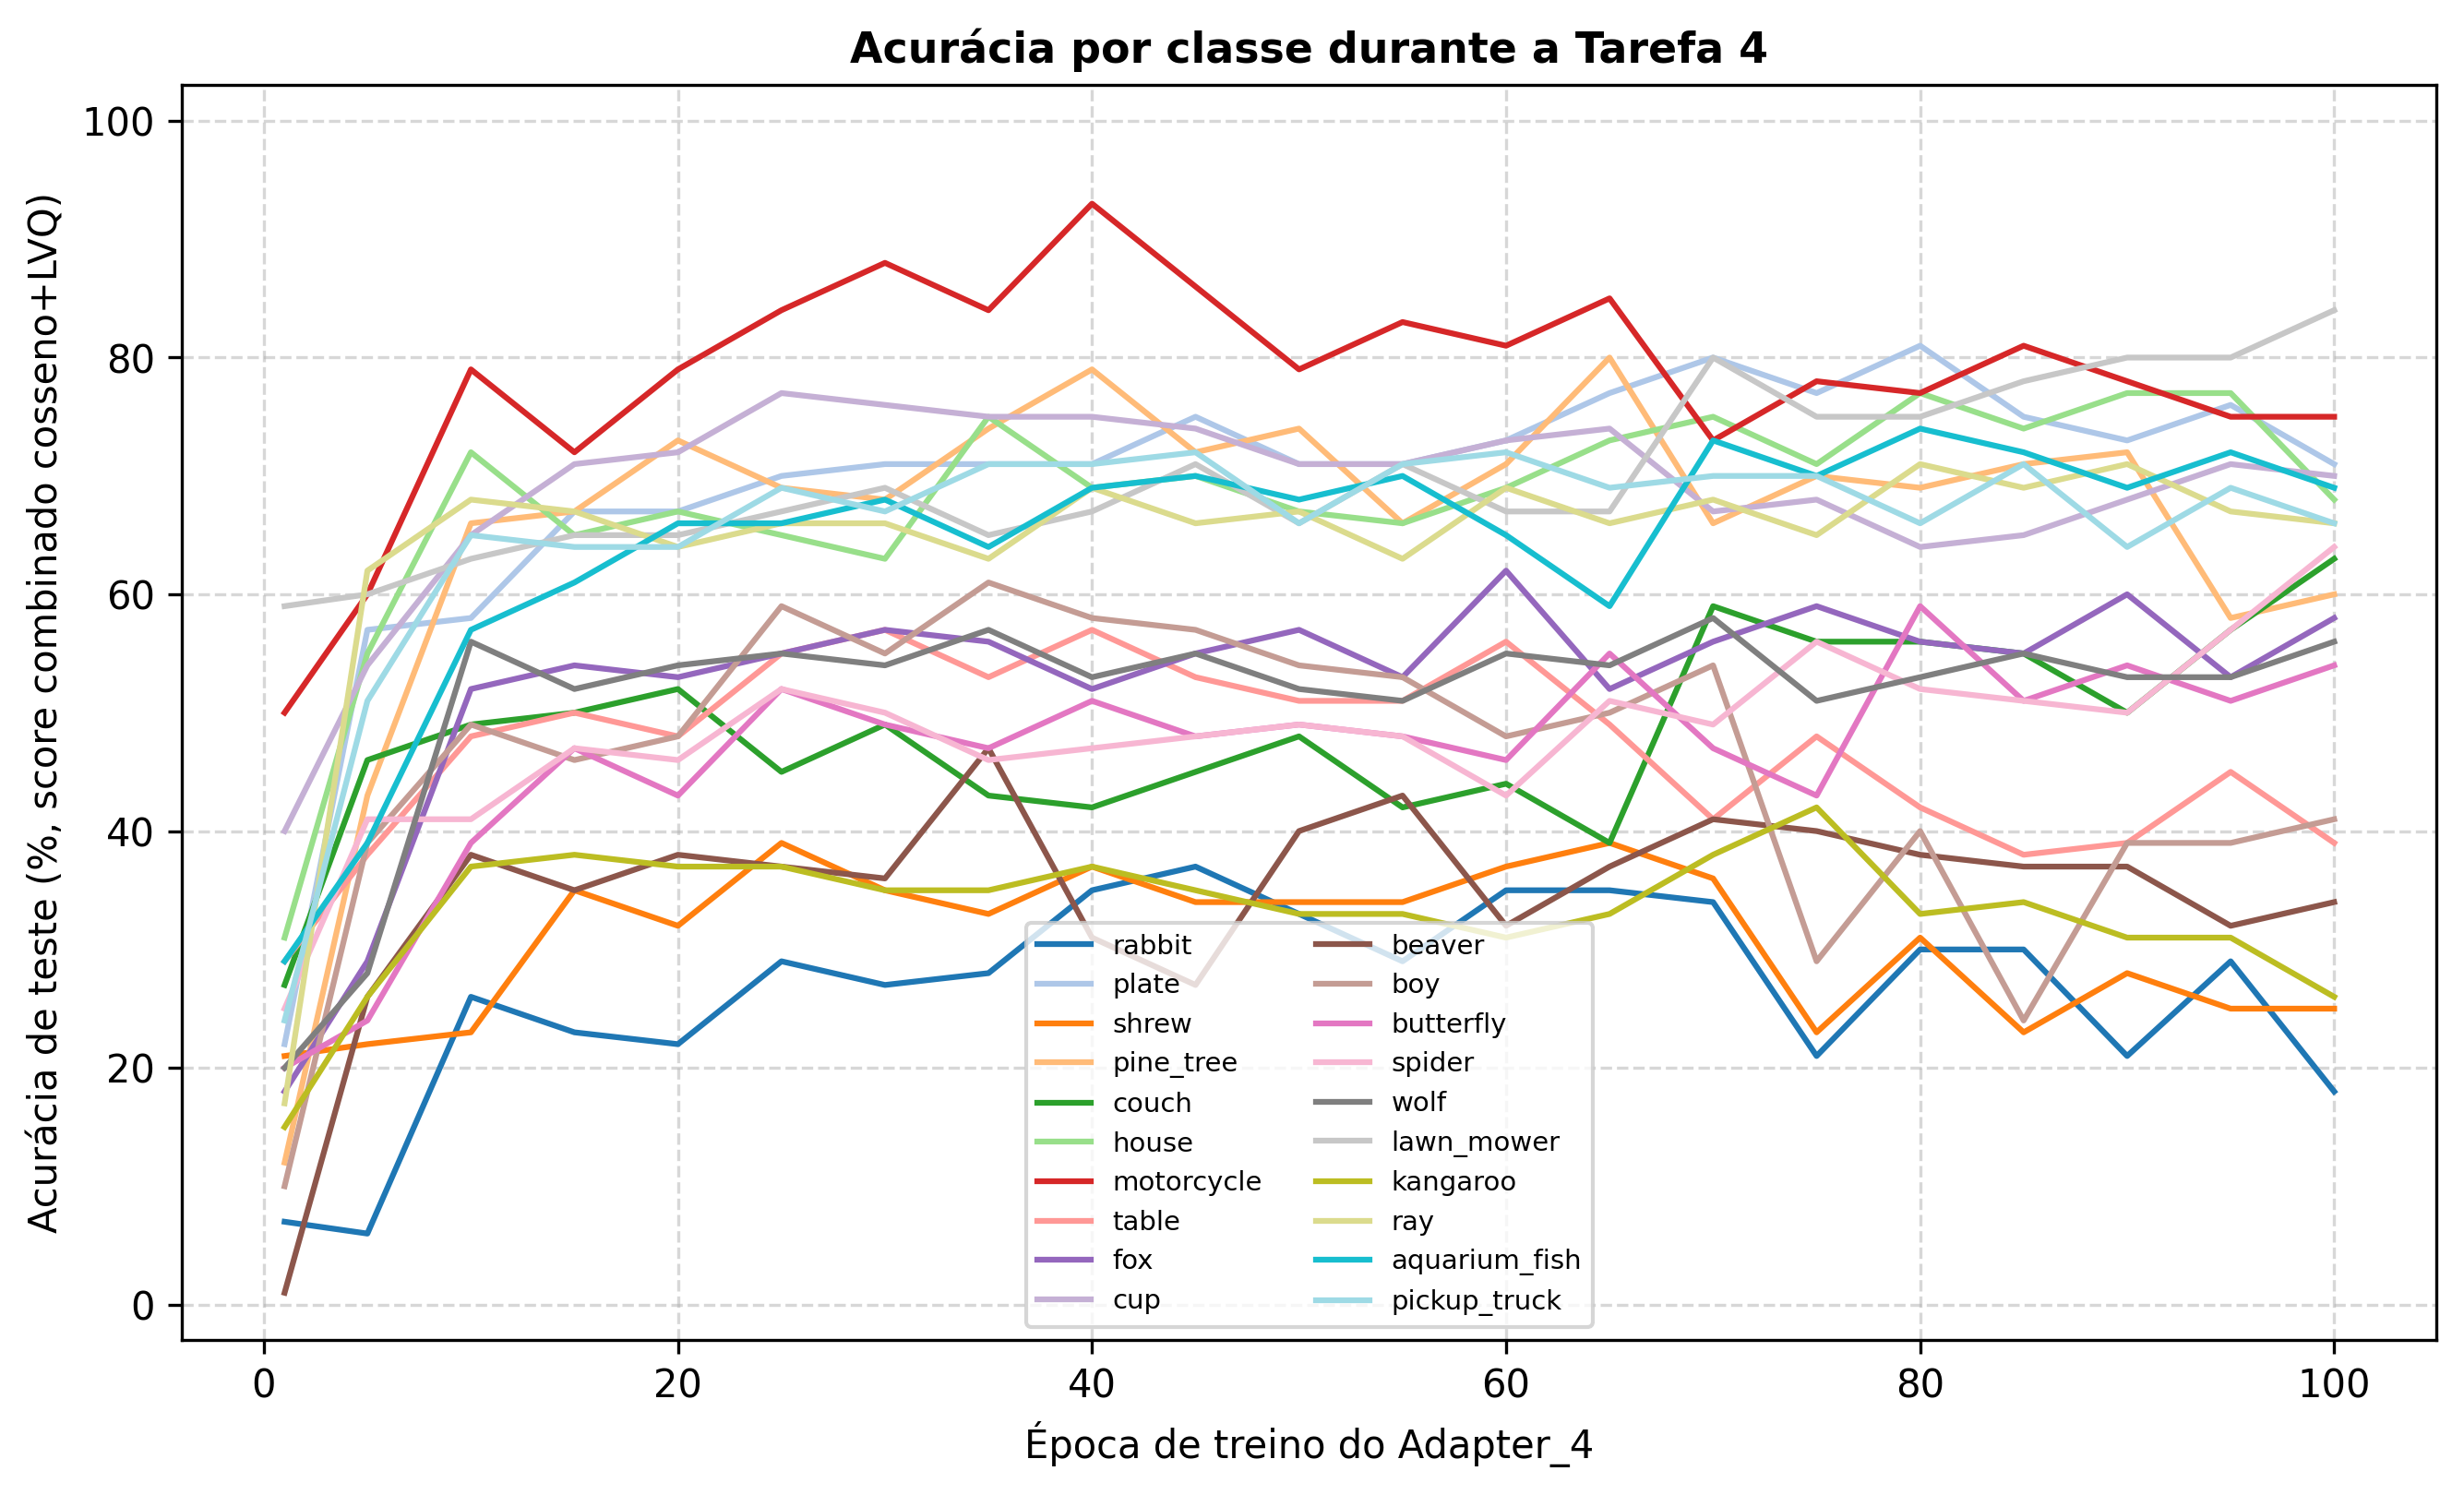 Acurácia por classe durante a Tarefa 4
Acurácia de teste (%, score combinado cosseno+LVQ)
100
80
60
40
20
0
rabbit
plate
shrew
pine_tree
couch
house
motorcycle
table
fox
cup
beaver
boy
butterfly
spider
wolf
lawn_mower
kangaroo
ray
aquarium_fish
pickup_truck
0 20 40 60 80 100
Época de treino do Adapter_4